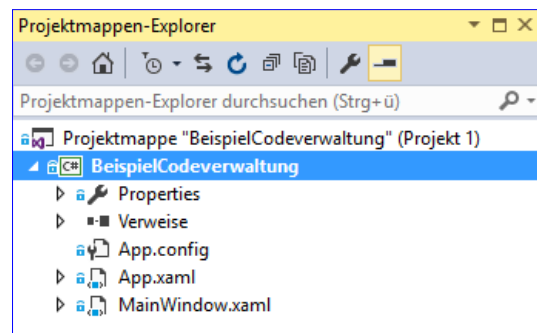 Projektmappen-Explorer
Projektmappen-Explorer durchsuchen (Strg+ü)
Projektmappe "BeispielCodeverwaltung" (Projekt 1)
C# BeispielCodeverwaltung
Properties
Verweise
App.config
App.xaml
MainWindow.xaml